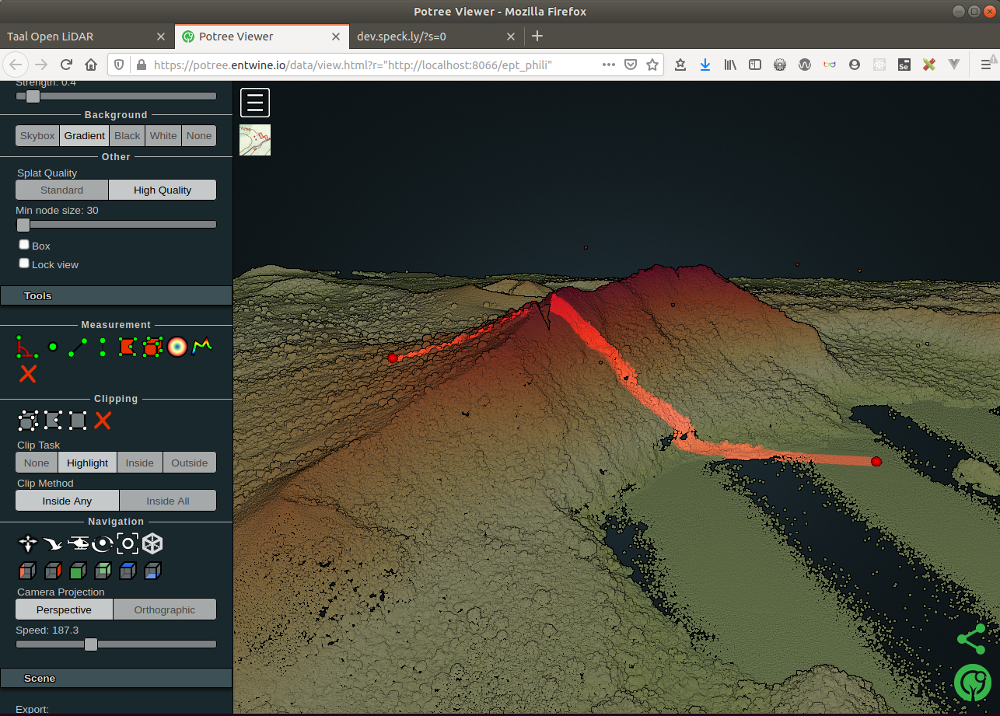 Potree Viewer - Mozilla Firefox
Taal Open LiDAR
Potree Viewer
dev.speck.ly/?s=0
https://potree.entwine.io/data/view.html?r="http://localhost:8066/ept_phili"
Strength: 0.4
Background
Skybox Gradient Black White None
Other
Splat Quality
Standard High Quality
Min node size: 30
Box
Lock view
Tools
Measurement
Clipping
Clip Task
None Highlight Inside Outside
Clip Method
Inside Any Inside All
Navigation
Camera Projection
Perspective Orthographic
Speed: 187.3
Scene
Export: